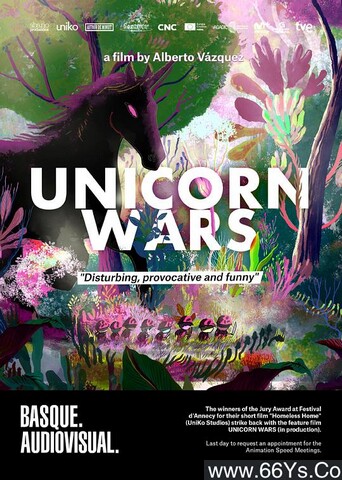 uniko
CNC
tve
a film by Alberto Vázquez
UNICORN
WARS
"Disturbing, provocative and funny"
BASQUE.
AUDIOVISUAL.
The winners of the Jury Award at Festival
d'Annecy for their short film "Homeless Home"
(UniKo Studios) strike back with the feature film
UNICORN WARS (in production).
Last day to request an appointment for the
Animation Speed Meetings.
www.66Ys.Co